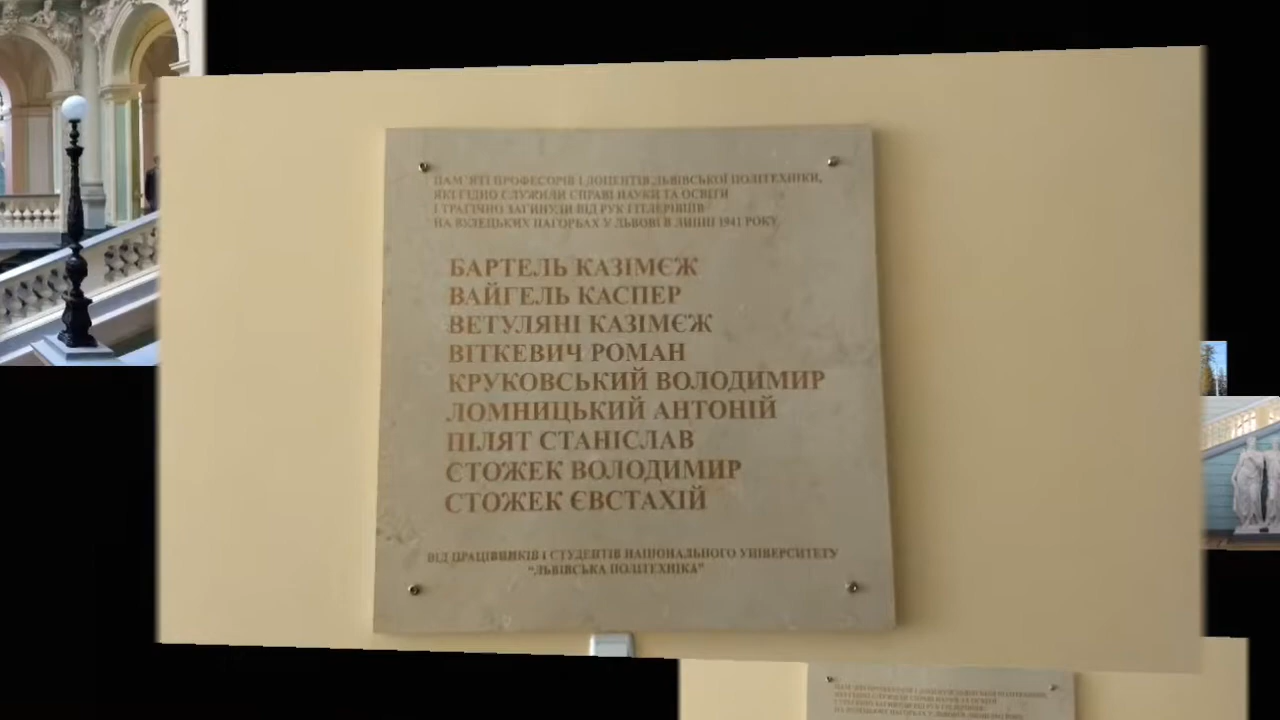 ПАМ'ЯТІ ПРОФЕСОРІВ І ДОЦЕНТІВ ЛЬВІВСЬКОЇ ПОЛІТЕХНІКИ,
ЯКІ ГІДНО СЛУЖИЛИ СПРАВІ НАУКИ ТА ОСВІТИ
І ТРАГІЧНО ЗАГИНУЛИ ВІД РУК ГІТЛЕРІВЦІВ
НА ВУЛЕЦЬКИХ ПАГОРБАХ У ЛЬВОВІ В ЛИПНІ 1941 РОКУ
БАРТЕЛЬ КАЗІМЄЖ
ВАЙГЕЛЬ КАСПЕР
ВЕТУЛЯНІ КАЗІМЄЖ
ВІТКЕВИЧ РОМАН
КРУКОВСЬКИЙ ВОЛОДИМИР
ЛОМНИЦЬКИЙ АНТОНІЙ
ПІЛЯТ СТАНІСЛАВ
СТОЖЕК ВОЛОДИМИР
СТОЖЕК ЄВСТАХІЙ
ВІД ПРАЦІВНИКІВ І СТУДЕНТІВ НАЦІОНАЛЬНОГО УНІВЕРСИТЕТУ
"ЛЬВІВСЬКА ПОЛІТЕХНІКА"